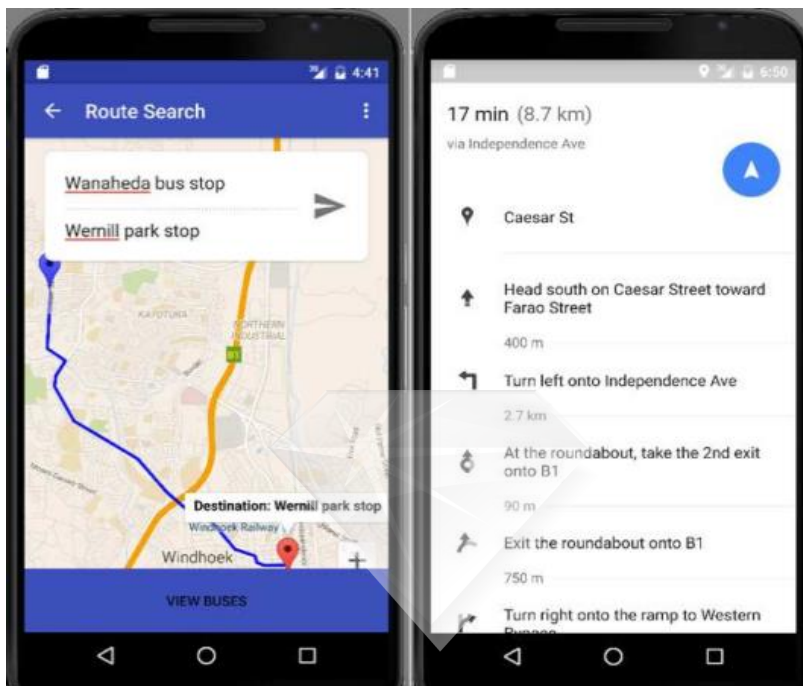 4:41
Route Search
Wanaheda bus stop
Wernill park stop
KATUTURA
NORTHERN
INDUSTRIAL
B1
Destination: Wernill park stop
Windhoek Railway
Windhoek
+
VIEW BUSES
6:50
17 min (8.7 km)
via Independence Ave
Caesar St
Head south on Caesar Street toward
Farao Street
400 m
Turn left onto Independence Ave
2.7 km
At the roundabout, take the 2nd exit
onto B1
90 m
Exit the roundabout onto B1
750 m
Turn right onto the ramp to Western